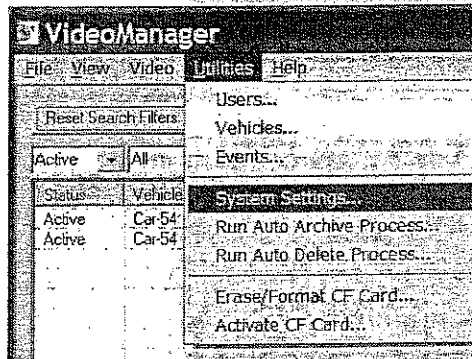 VideoManager
File View Video Utilities Help
Reset Search Filters
Active All
Status Vehicle
Active Car-54
Active Car-54
Users...
Vehicles...
Events...
System Settings...
Run Auto Archive Process...
Run Auto Delete Process...
Erase/Format CF Card...
Activate CF Card...